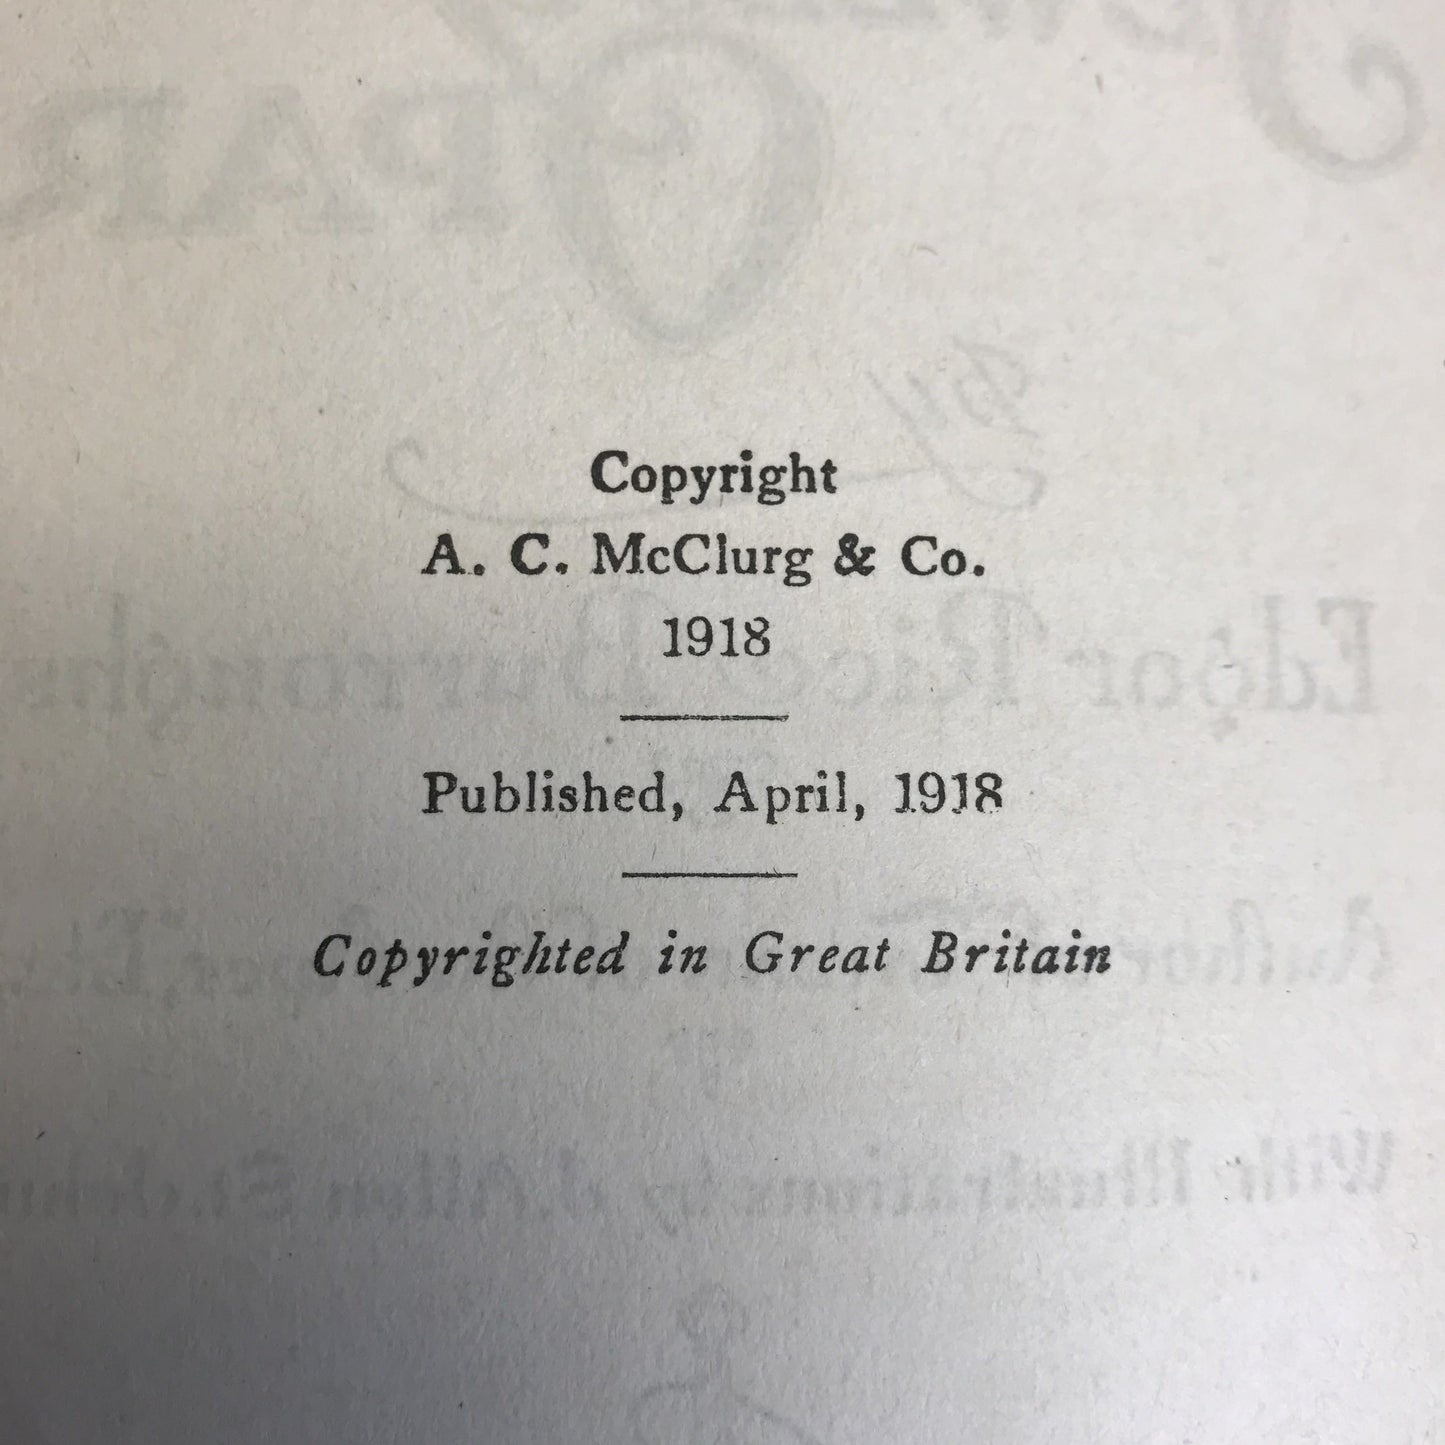 Copyright
A. C. McClurg & Co.
1918
Published, April, 1918
Copyrighted in Great Britain